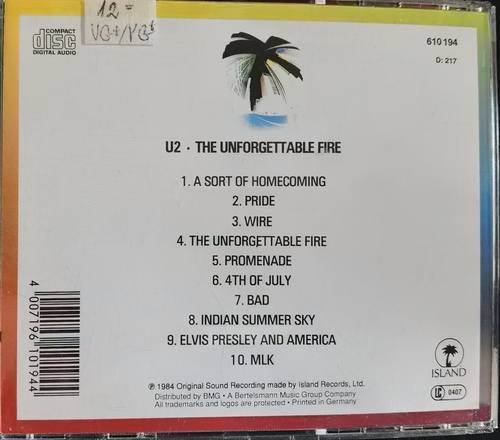 12=
VG+/VG+
COMPACT
disc
DIGITAL AUDIO
610 194
D: 217
U2 · THE UNFORGETTABLE FIRE
1. A SORT OF HOMECOMING
2. PRIDE
3. WIRE
4. THE UNFORGETTABLE FIRE
5. PROMENADE
6. 4TH OF JULY
7. BAD
8. INDIAN SUMMER SKY
9. ELVIS PRESLEY AND AMERICA
10. MLK
4 007196 101944
ISLAND
LC 0407
℗ 1984 Original Sound Recording made by Island Records, Ltd.
Distributed by BMG · A Bertelsmann Music Group Company
All trademarks and logos are protected · Printed in Germany